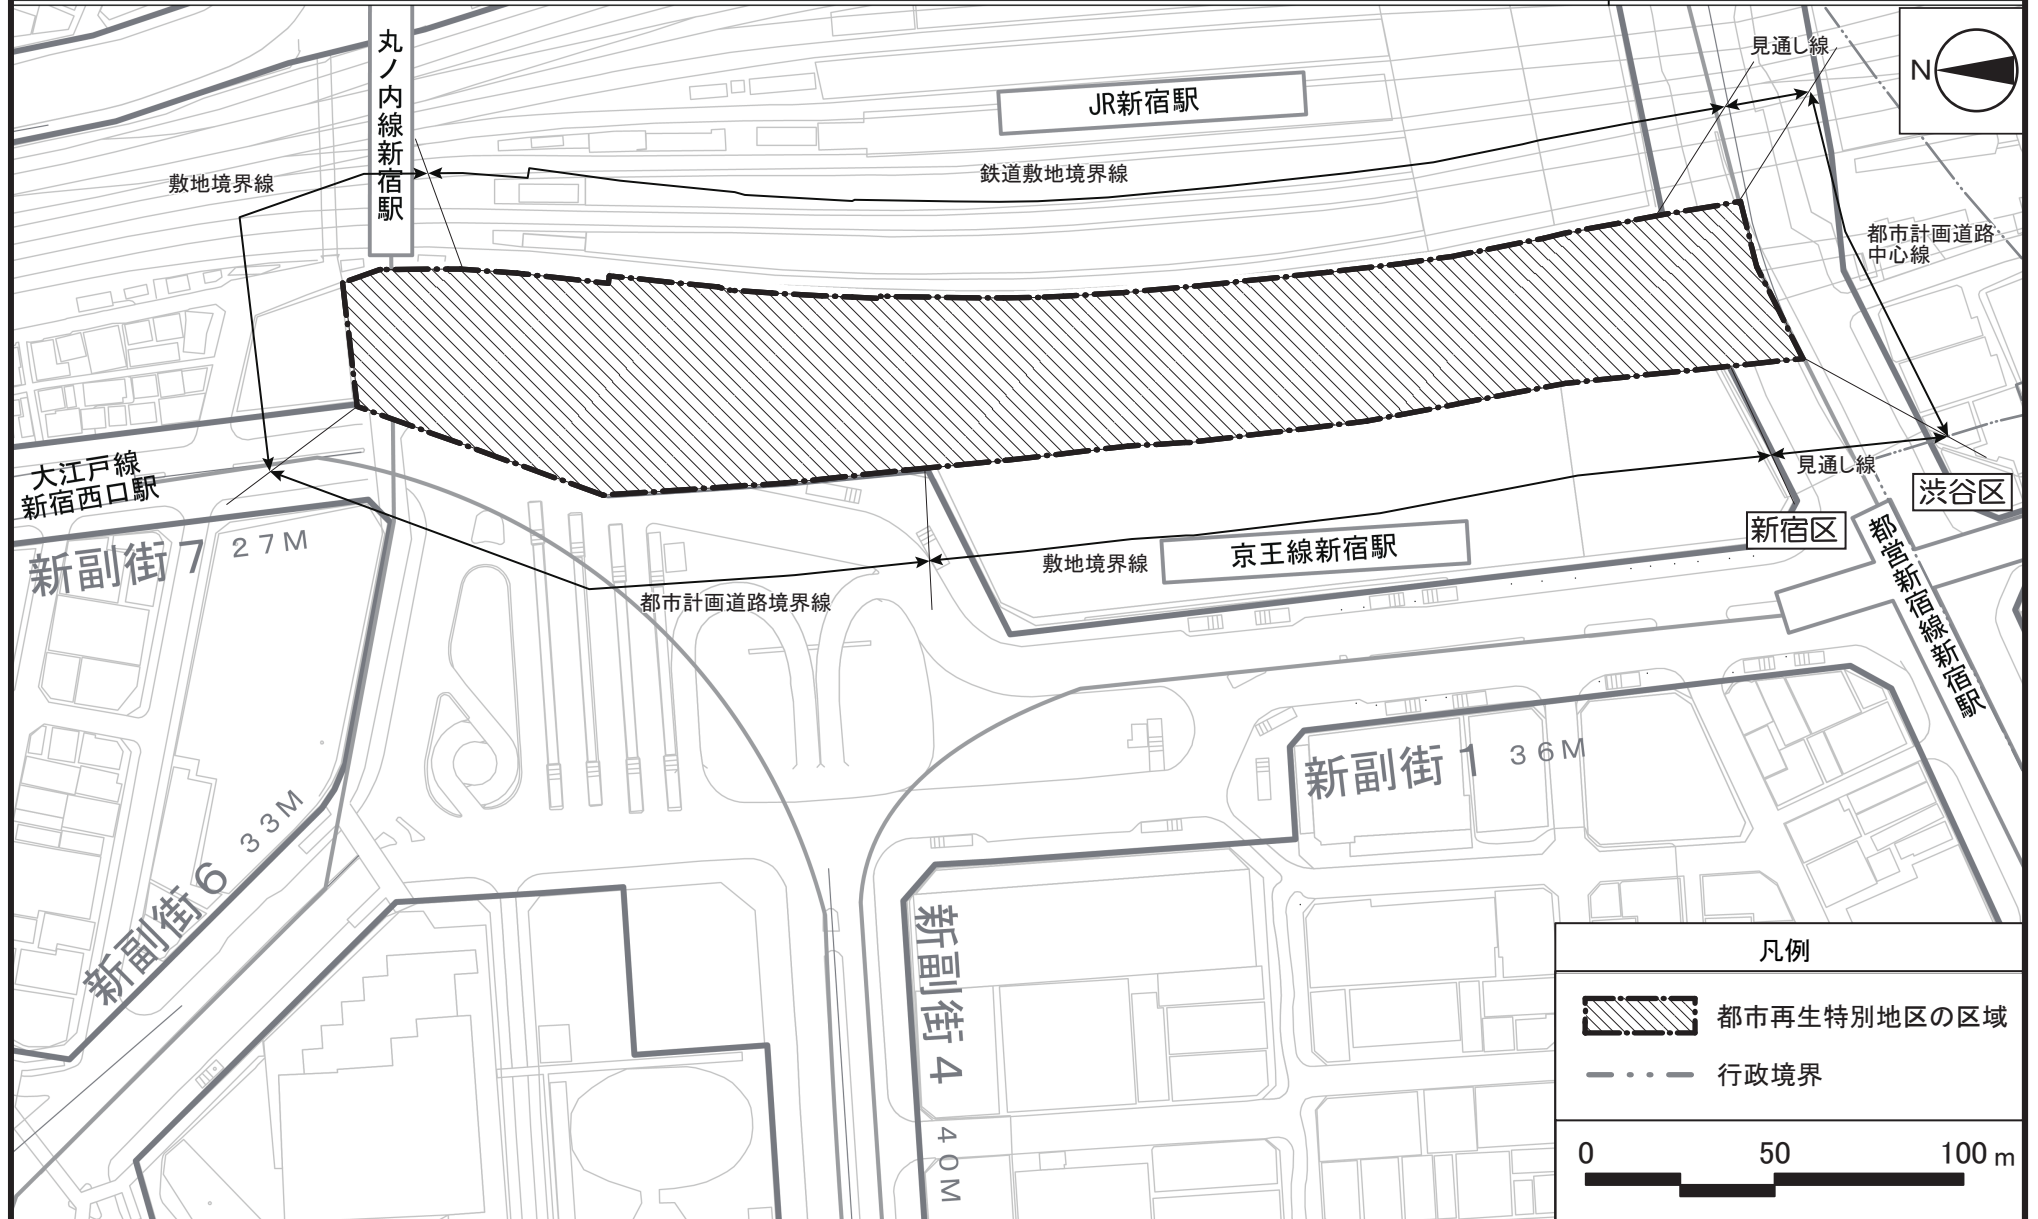 丸ノ内線新宿駅
見通し線
N
JR新宿駅
敷地境界線
鉄道敷地境界線
都市計画道路
中心線
大江戸線
新宿西口駅
見通し線
渋谷区
新宿区
新副街7 27M
敷地境界線
京王線新宿駅
都営新宿線新宿駅
都市計画道路境界線
新副街1 36M
新副街6 33M
新副街4 40M
凡例
都市再生特別地区の区域
行政境界
0 50 100 m